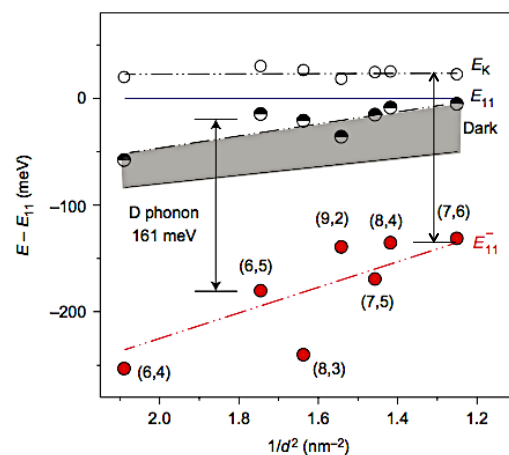 E_K
0
E_11
Dark
D phonon
161 meV
−100
(9,2)
(8,4)
(7,6)
E_11^−
(6,5)
(7,5)
−200
(6,4)
(8,3)
2.0
1.8
1.6
1.4
1.2
1/d² (nm⁻²)
E − E_11 (meV)